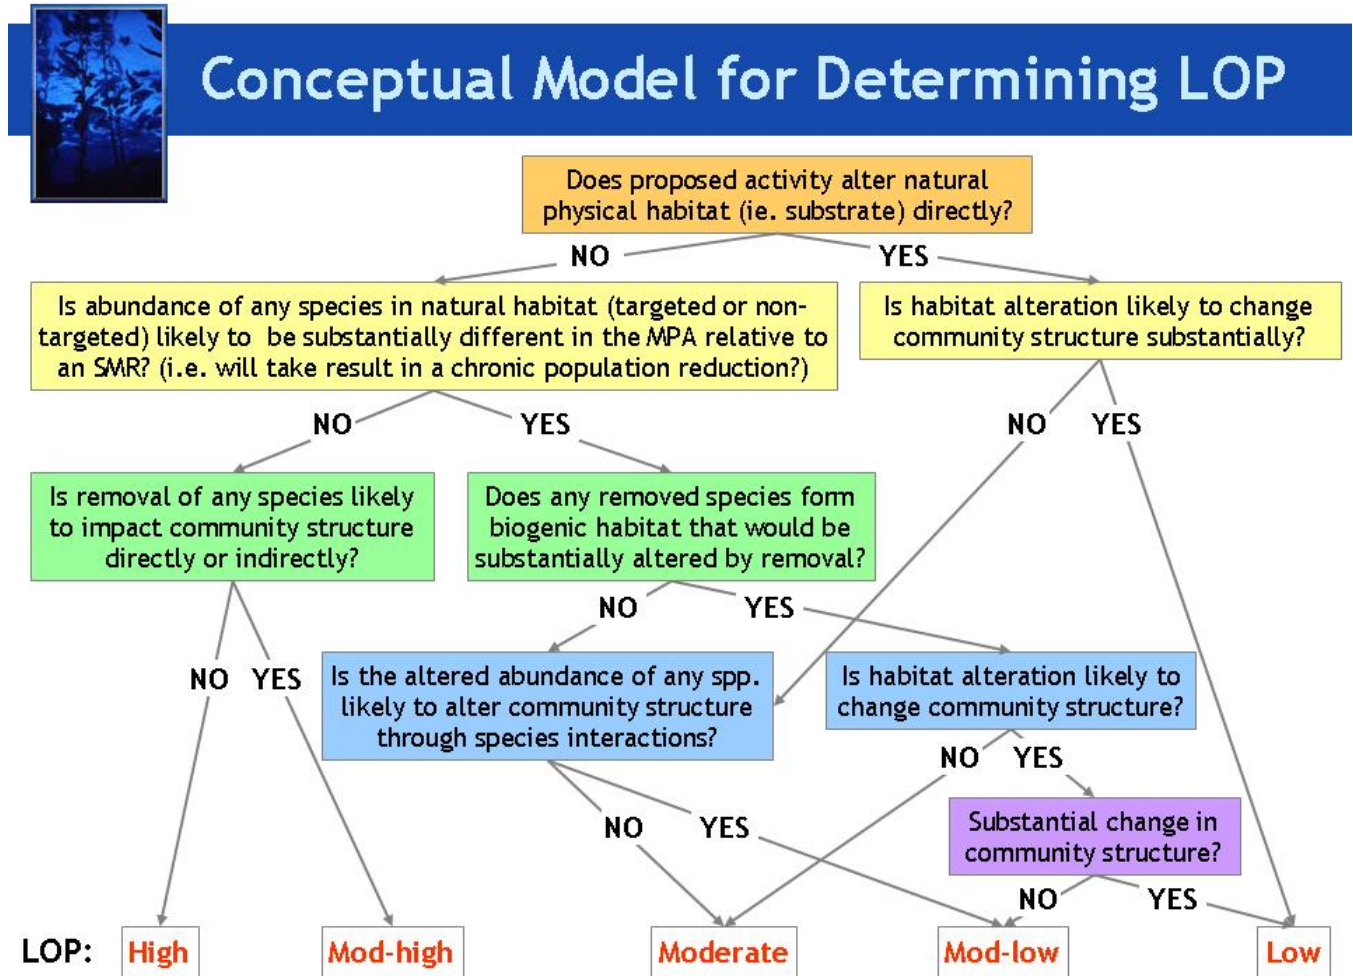 Conceptual Model for Determining LOP
Does proposed activity alter natural
physical habitat (ie. substrate) directly?
NO
YES
Is abundance of any species in natural habitat (targeted or non-
targeted) likely to  be substantially different in the MPA relative to
an SMR? (i.e. will take result in a chronic population reduction?)
Is habitat alteration likely to change
community structure substantially?
NO
YES
NO
YES
Is removal of any species likely
to impact community structure
directly or indirectly?
Does any removed species form
biogenic habitat that would be
substantially altered by removal?
NO
YES
NO
YES
Is the altered abundance of any spp.
likely to alter community structure
through species interactions?
Is habitat alteration likely to
change community structure?
NO
YES
NO
YES
Substantial change in
community structure?
NO
YES
LOP:
High
Mod-high
Moderate
Mod-low
Low